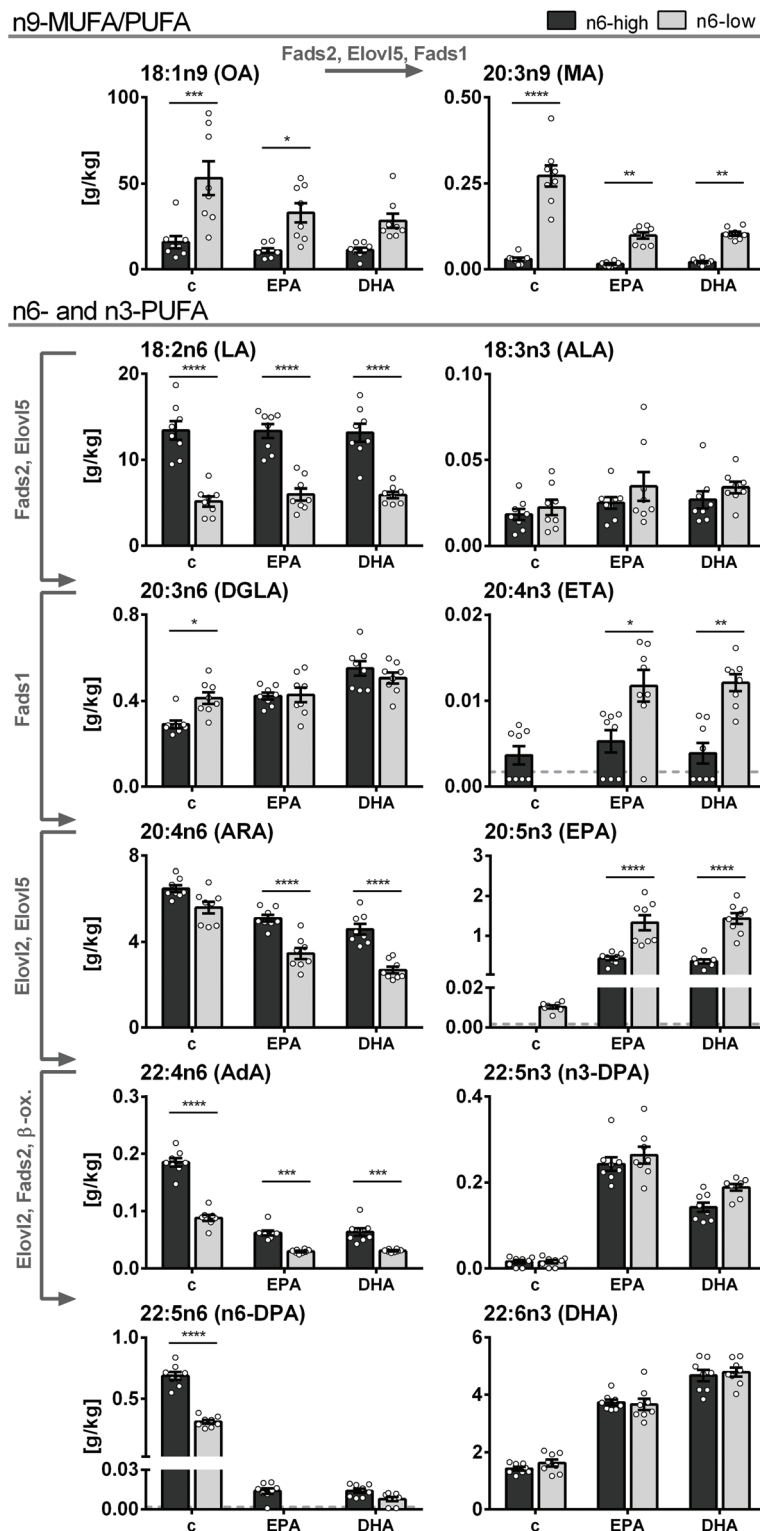 n9-MUFA/PUFA
n6-high n6-low
Fads2, Elovl5, Fads1
18:1n9 (OA) 20:3n9 (MA)
*** * **** ** **
[g/kg]
100 50 0
0.50 0.25 0.00
c EPA DHA c EPA DHA
n6- and n3-PUFA
Fads2, Elovl5
18:2n6 (LA) 18:3n3 (ALA)
**** **** ****
[g/kg]
20 10 0
0.10 0.05 0.00
c EPA DHA c EPA DHA
Fads1
20:3n6 (DGLA) 20:4n3 (ETA)
* * **
[g/kg]
0.8 0.4 0.0
0.02 0.01 0.00
c EPA DHA c EPA DHA
Elovl2, Elovl5
20:4n6 (ARA) 20:5n3 (EPA)
**** **** **** ****
[g/kg]
8 4 0
3 2 1 0.02 0.00
c EPA DHA c EPA DHA
Elovl2, Fads2, β-ox.
22:4n6 (AdA) 22:5n3 (n3-DPA)
**** *** ***
[g/kg]
0.3 0.2 0.1 0.0
0.4 0.2 0.0
c EPA DHA c EPA DHA
22:5n6 (n6-DPA) 22:6n3 (DHA)
****
[g/kg]
1.0 0.5 0.03 0.00
6 4 2 0
c EPA DHA c EPA DHA